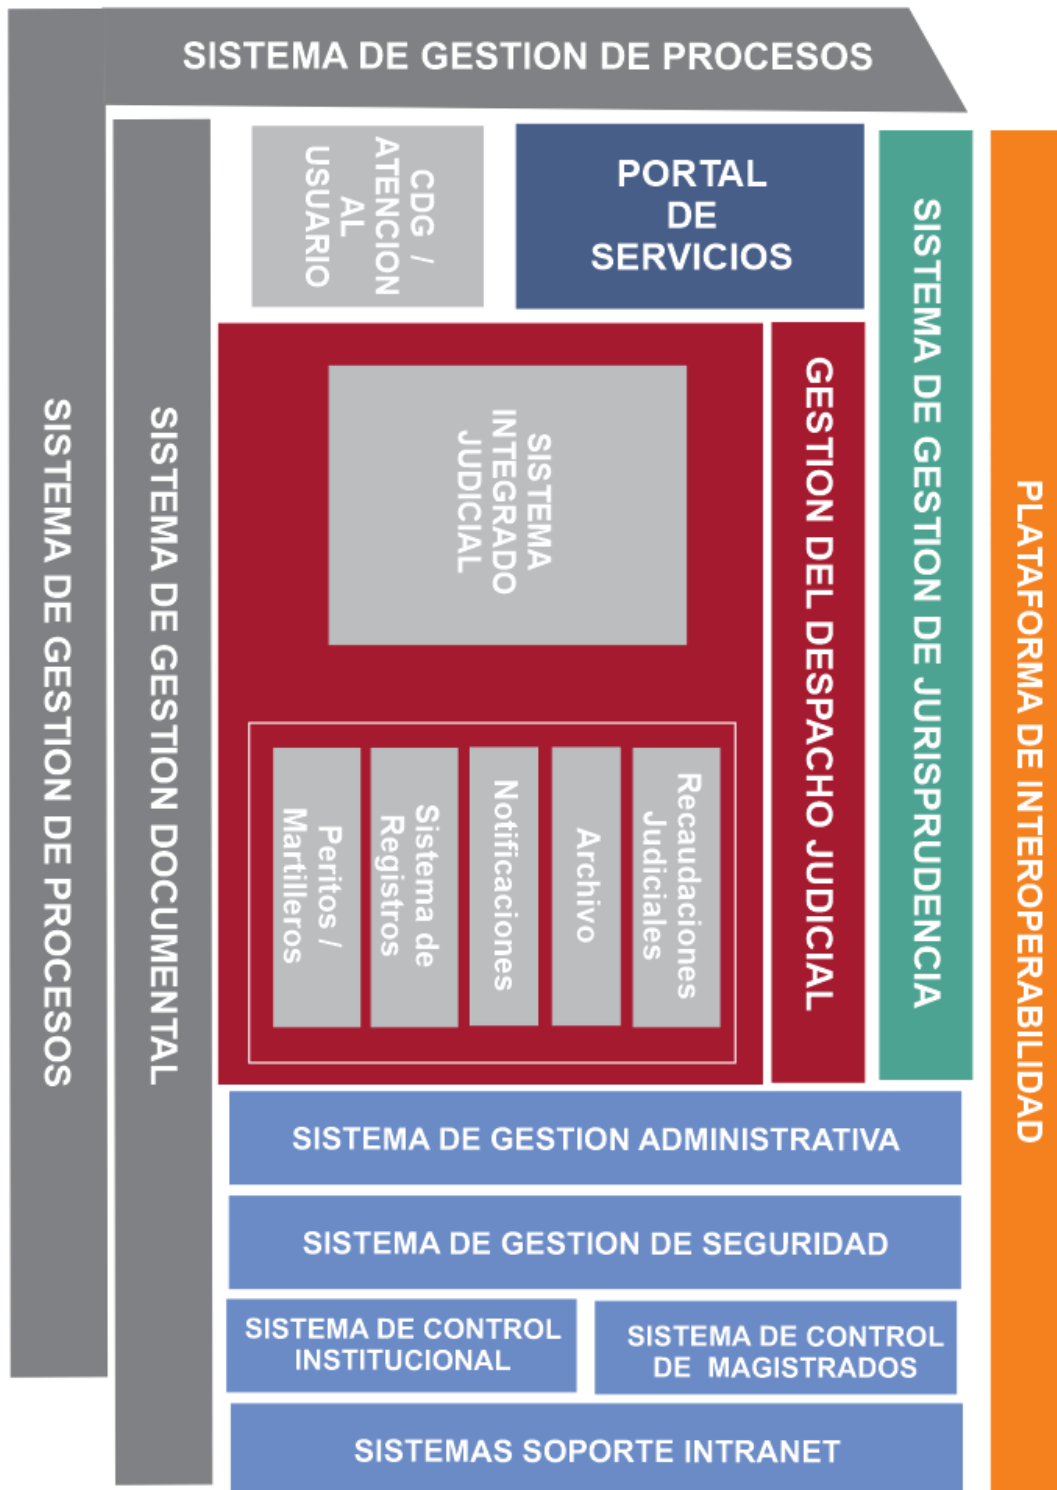 SISTEMA DE GESTION DE PROCESOS
SISTEMA DE GESTION DE PROCESOS
SISTEMA DE GESTION DOCUMENTAL
CDG /
ATENCION
AL
USUARIO
PORTAL
DE
SERVICIOS
SISTEMA
INTEGRADO
JUDICIAL
Peritos /
Martilleros
Sistema de
Registros
Notificaciones
Archivo
Recaudaciones
Judiciales
GESTION DEL DESPACHO JUDICIAL
SISTEMA DE GESTION DE JURISPRUDENCIA
PLATAFORMA DE INTEROPERABILIDAD
SISTEMA DE GESTION ADMINISTRATIVA
SISTEMA DE GESTION DE SEGURIDAD
SISTEMA DE CONTROL
INSTITUCIONAL
SISTEMA DE CONTROL
DE MAGISTRADOS
SISTEMAS SOPORTE INTRANET